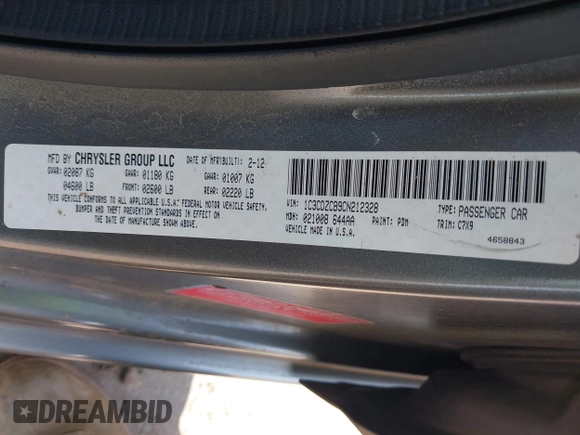 MFD BY CHRYSLER GROUP LLC
DATE OF MFR(BUILT): 2-12
GVWR: 02087 KG
04600 LB
GAWR: 01180 KG
FRONT: 02600 LB
GAWR: 01007 KG
REAR: 02220 LB
THIS VEHICLE CONFORMS TO ALL APPLICABLE U.S.A. FEDERAL MOTOR VEHICLE SAFETY,
BUMPER AND THEFT PREVENTION STANDARDS IN EFFECT
ON THE DATE OF MANUFACTURE SHOWN ABOVE.
VIN: 1C3CDZCB9CN212328
TYPE: PASSENGER CAR
MDH: 021008 644AA
PAINT: PDM
TRIM: C7X9
VEHICLE MADE IN U.S.A.
4658843
DREAMBID